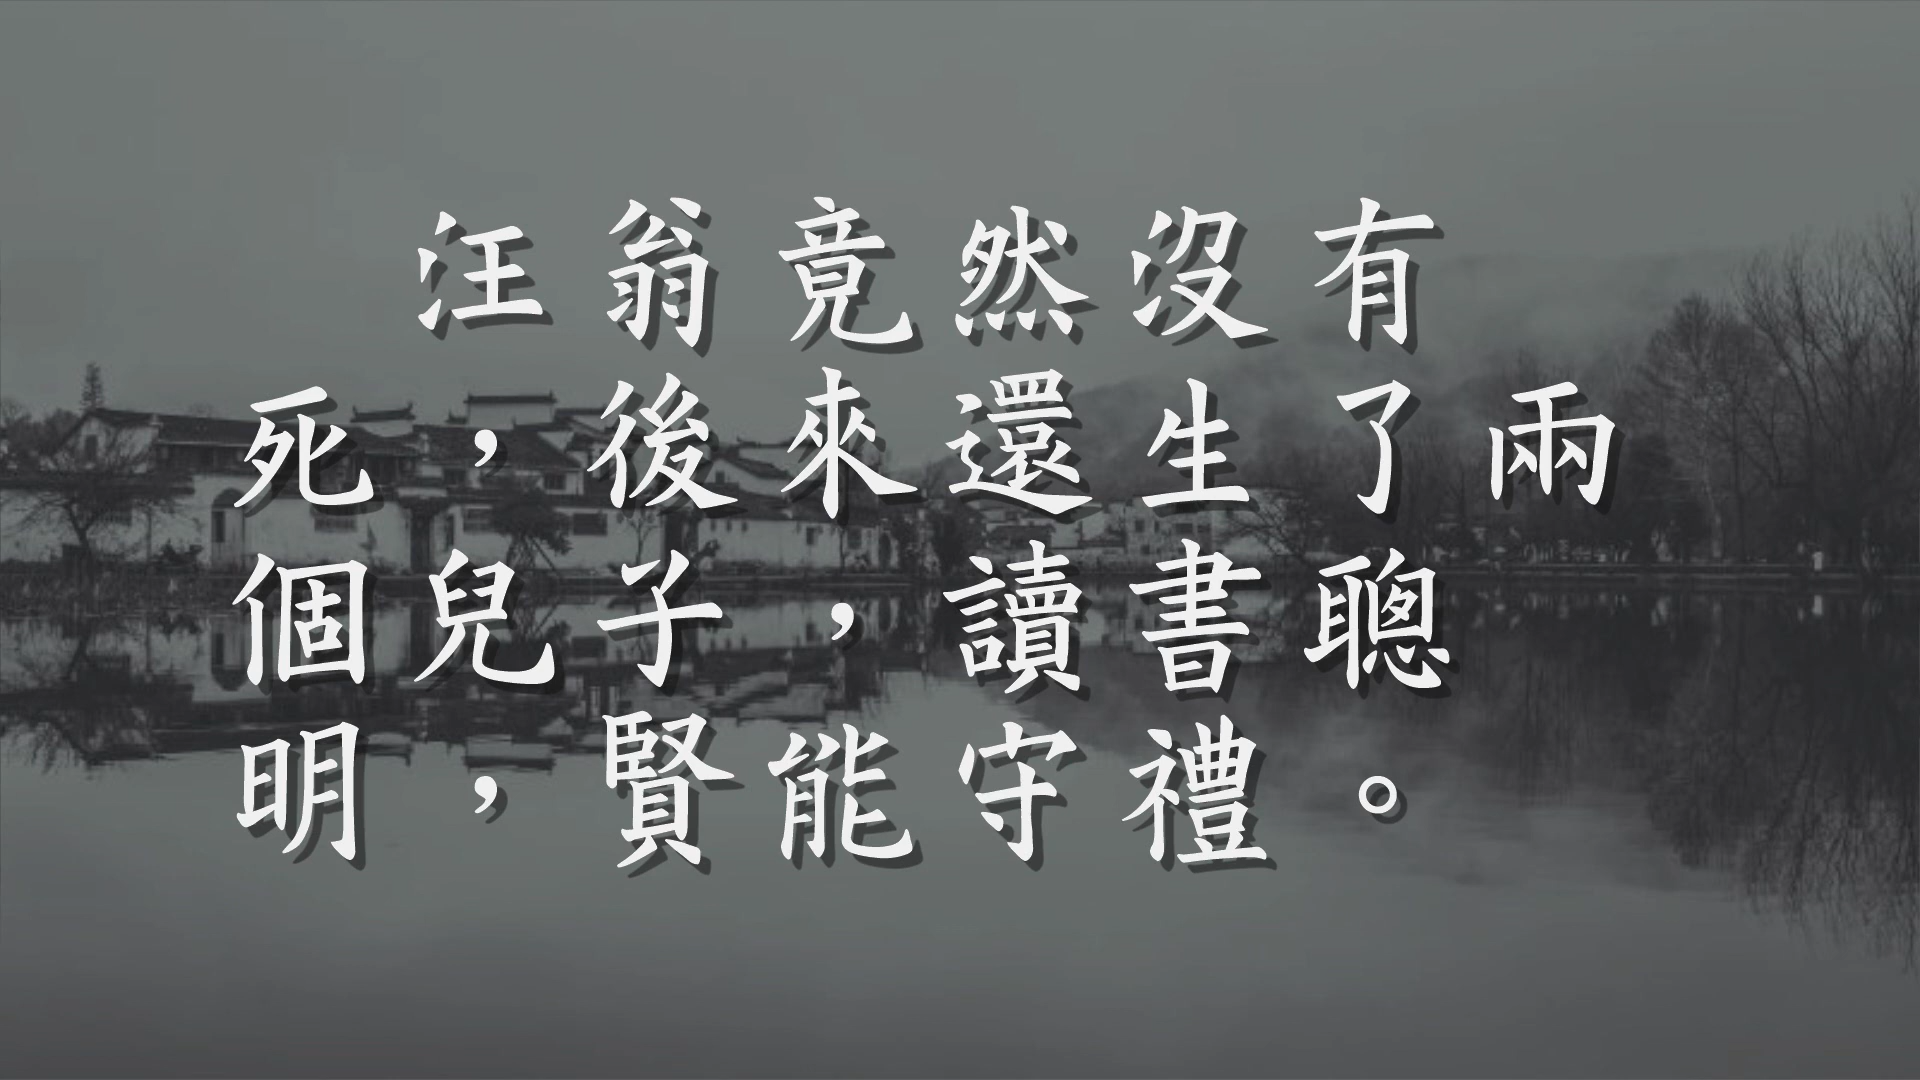 汪翁竟然沒有
死，後來還生了兩
個兒子，讀書聰
明，賢能守禮。